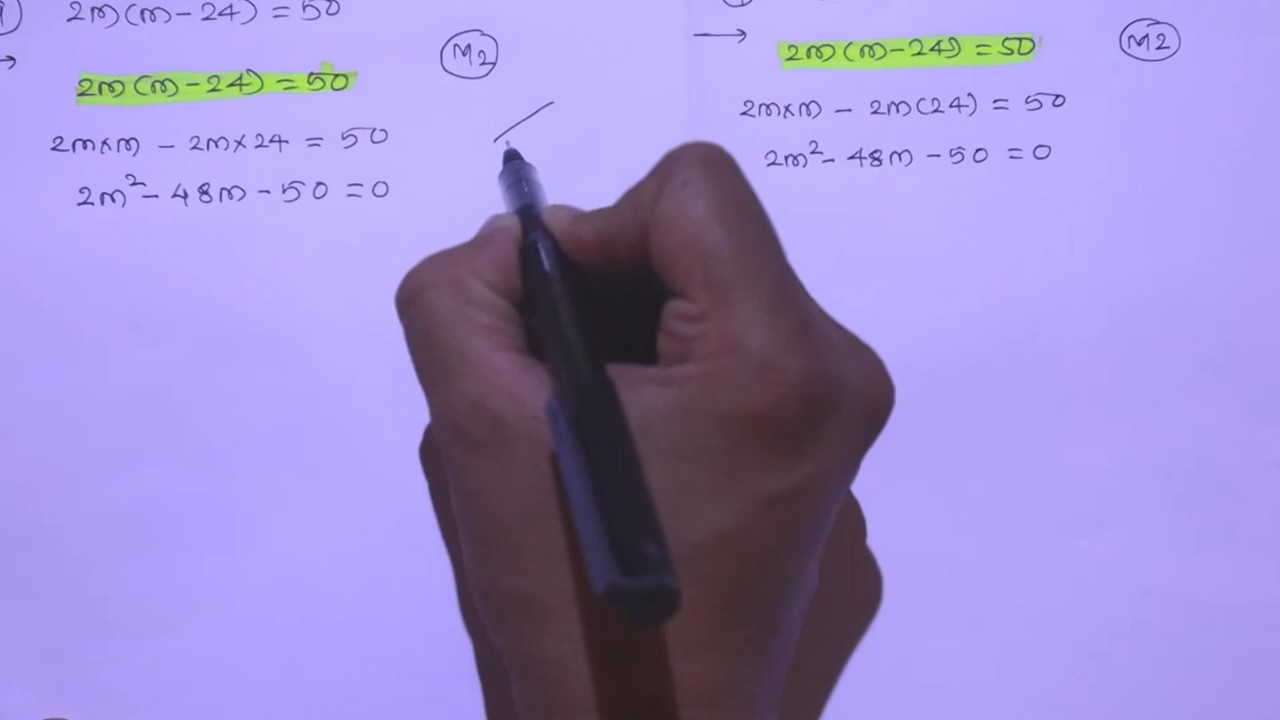 2m(m-24) = 50
M2
2m(m-24) = 50
2m×m - 2m×24 = 50
2m²- 48m - 50 = 0
→
2m(m-24) = 50
M2
2m×m - 2m(24) = 50
2m²- 48m - 50 = 0